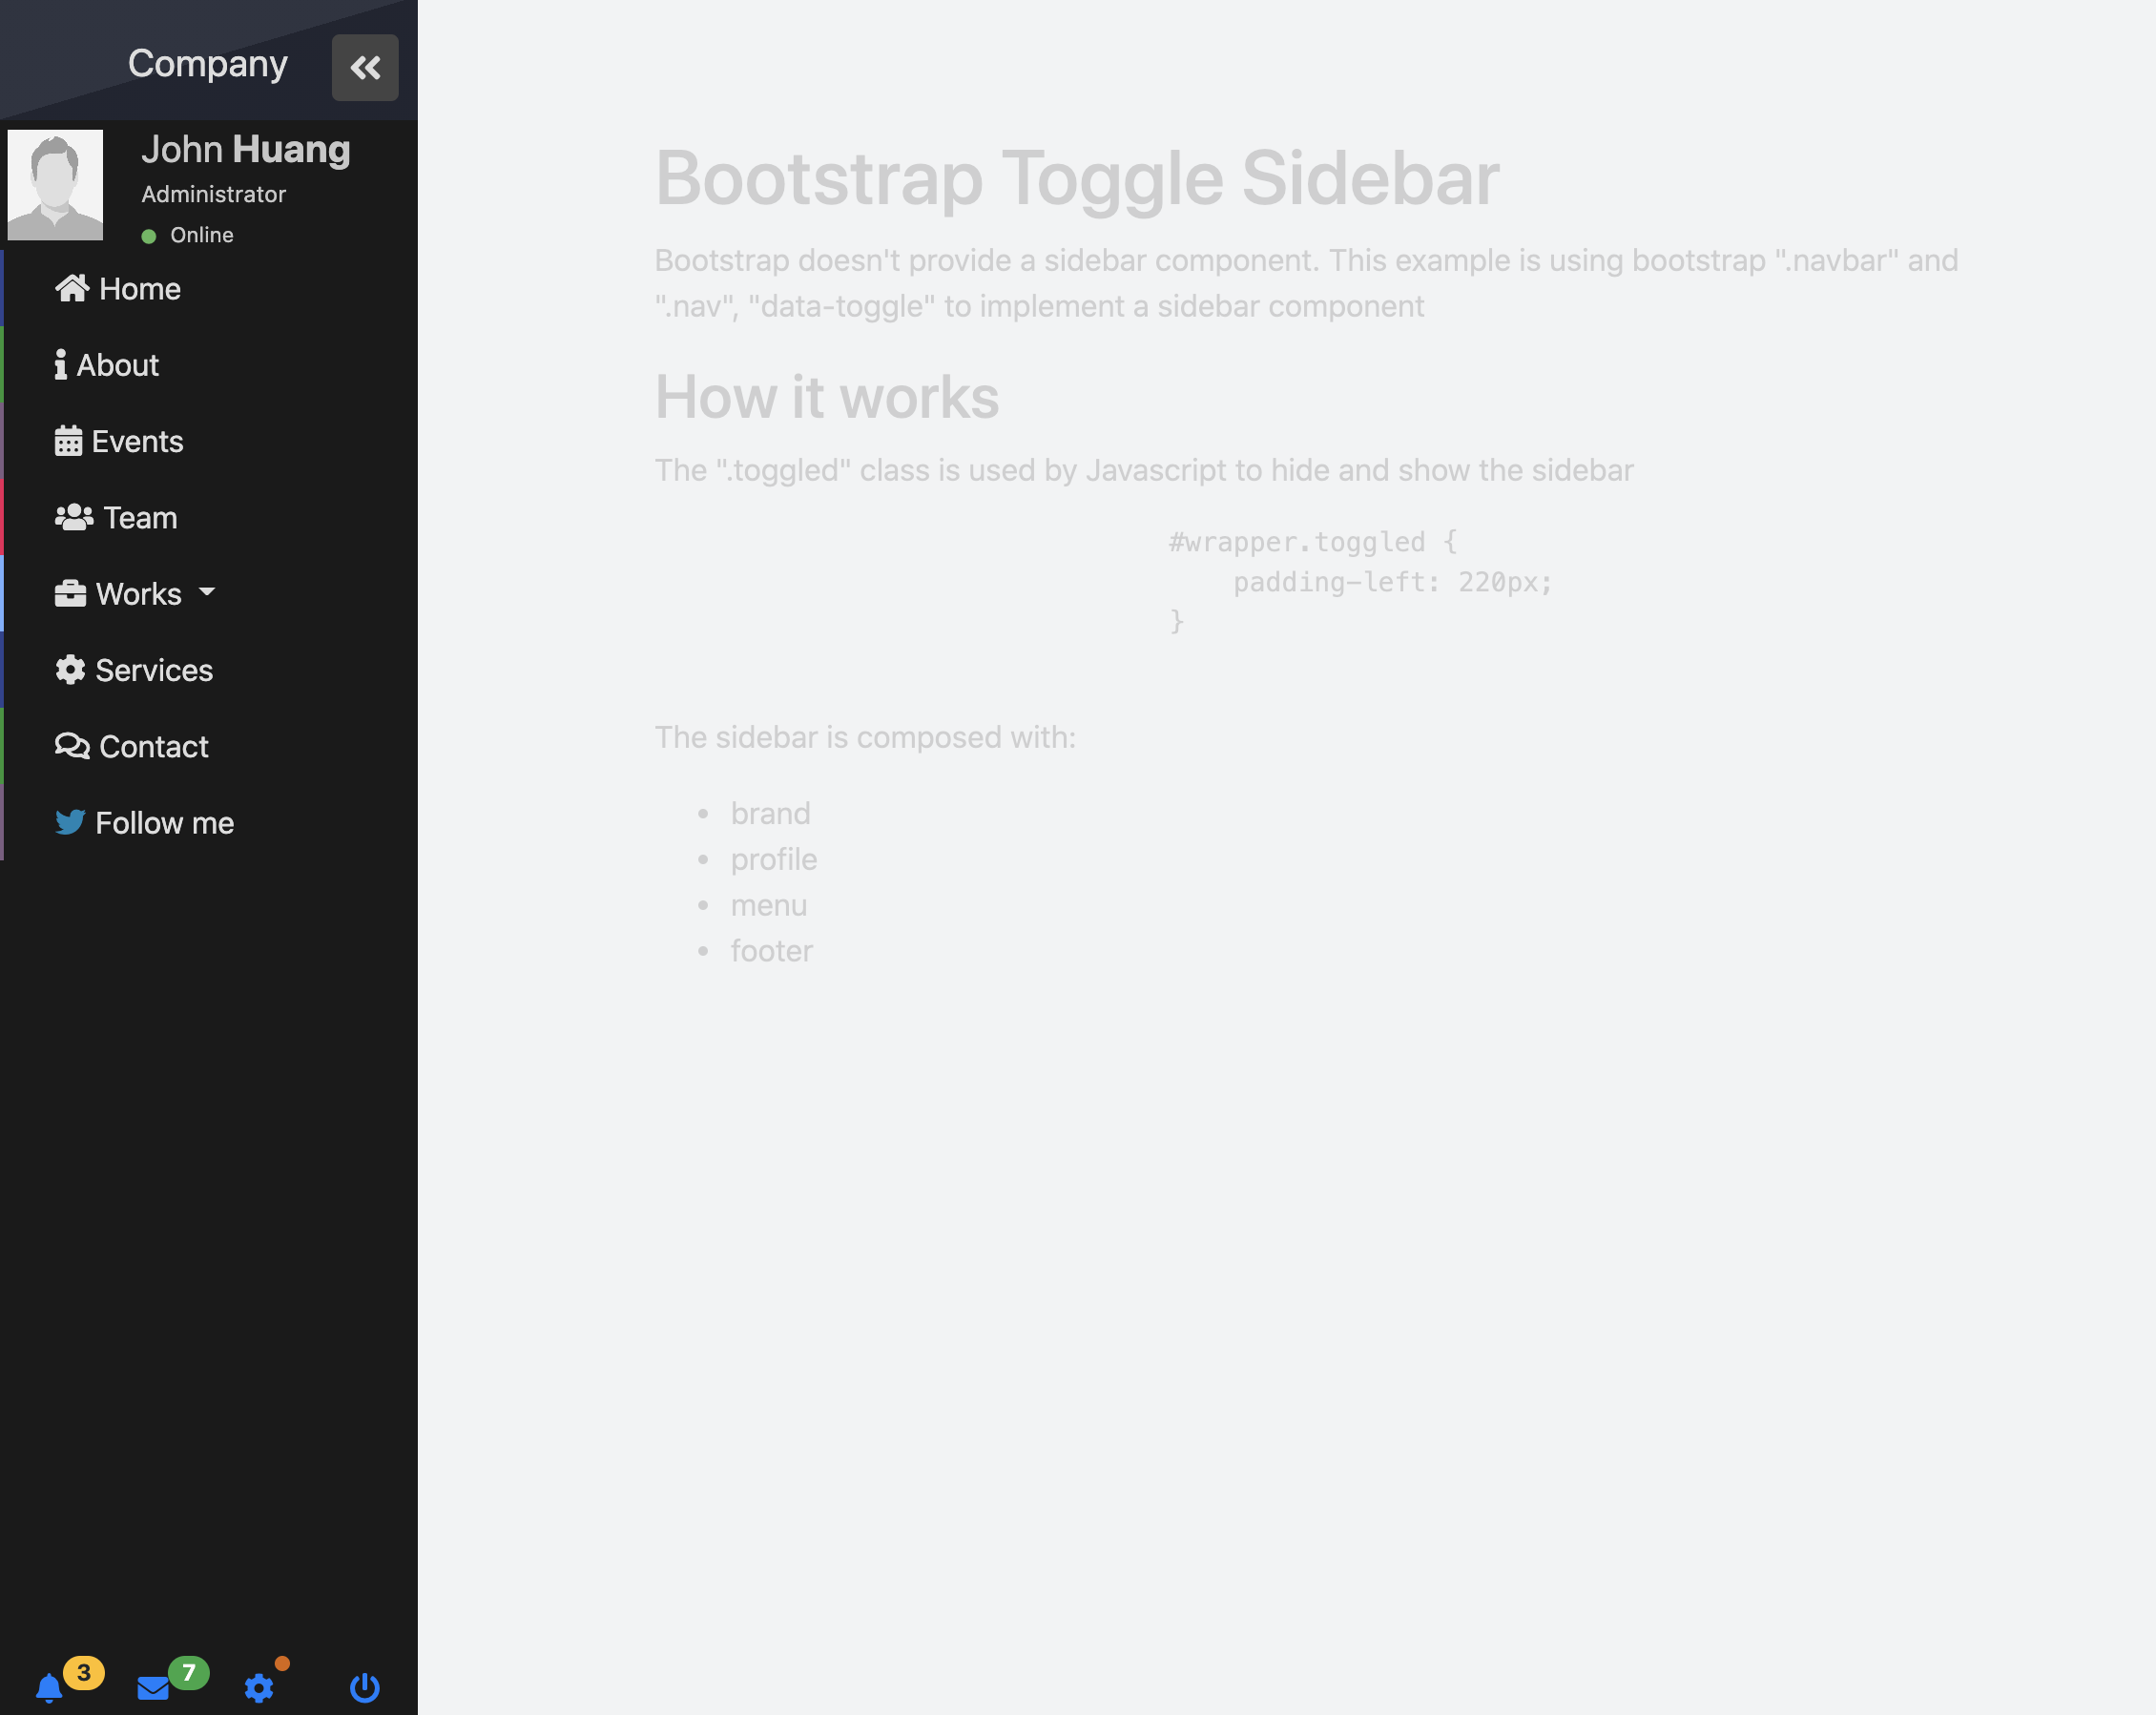 Company
John Huang
Administrator
Online
Home
About
Events
Team
Works
Services
Contact
Follow me
3
7
Bootstrap Toggle Sidebar
Bootstrap doesn't provide a sidebar component. This example is using bootstrap ".navbar" and
".nav", "data-toggle" to implement a sidebar component
How it works
The ".toggled" class is used by Javascript to hide and show the sidebar
#wrapper.toggled {
    padding-left: 220px;
}
The sidebar is composed with:
• brand
• profile
• menu
• footer